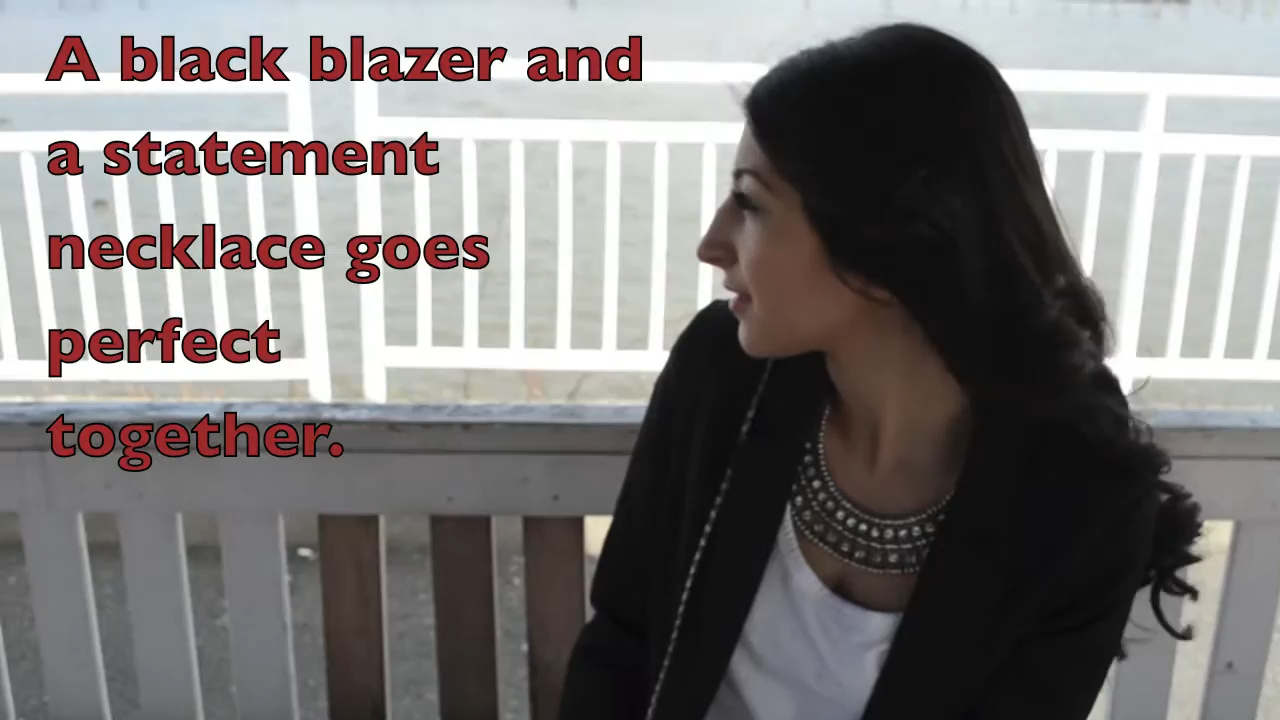 A black blazer and
a statement
necklace goes
perfect
together.